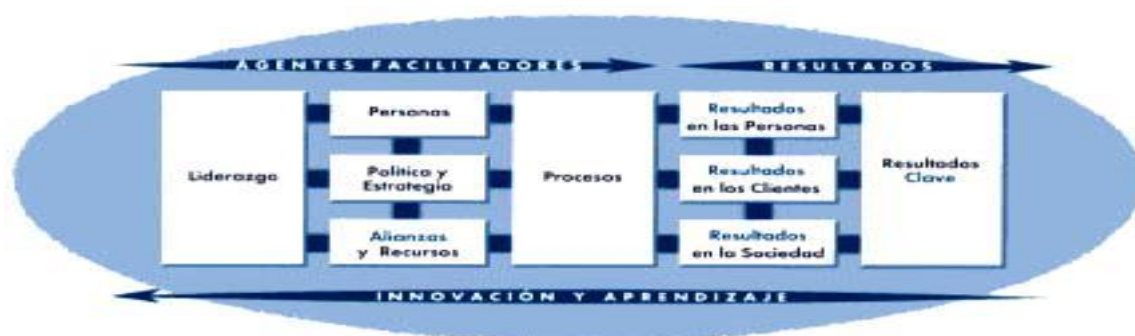 AGENTES FACILITADORES
RESULTADOS
Liderazgo
Personas
Política y
Estrategia
Alianzas
y Recursos
Procesos
Resultados
en las Personas
Resultados
en los Clientes
Resultados
en la Sociedad
Resultados
Clave
INNOVACIÓN Y APRENDIZAJE